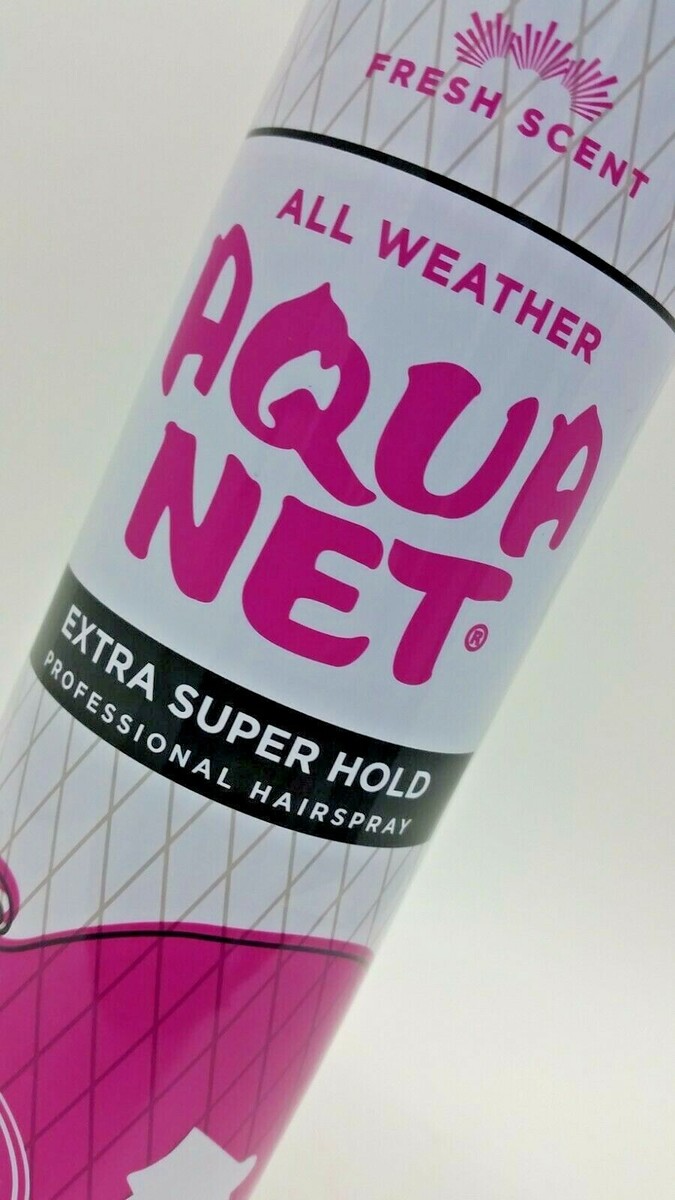 FRESH SCENT
ALL WEATHER
AQUA
NET®
EXTRA SUPER HOLD
PROFESSIONAL HAIRSPRAY